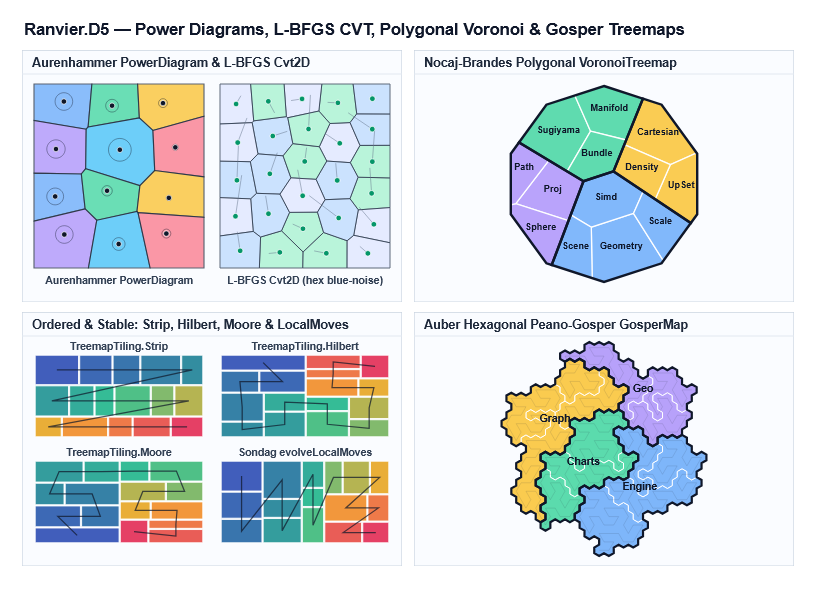 Ranvier.D5 — Power Diagrams, L-BFGS CVT, Polygonal Voronoi & Gosper Treemaps
Aurenhammer PowerDiagram & L-BFGS Cvt2D
Aurenhammer PowerDiagram
L-BFGS Cvt2D (hex blue-noise)
Nocaj-Brandes Polygonal VoronoiTreemap
Manifold
Sugiyama
Cartesian
Bundle
Density
Path
UpSet
Proj
Simd
Scale
Sphere
Scene
Geometry
Ordered & Stable: Strip, Hilbert, Moore & LocalMoves
TreemapTiling.Strip
TreemapTiling.Hilbert
TreemapTiling.Moore
Sondag evolveLocalMoves
Auber Hexagonal Peano-Gosper GosperMap
Geo
Graph
Charts
Engine